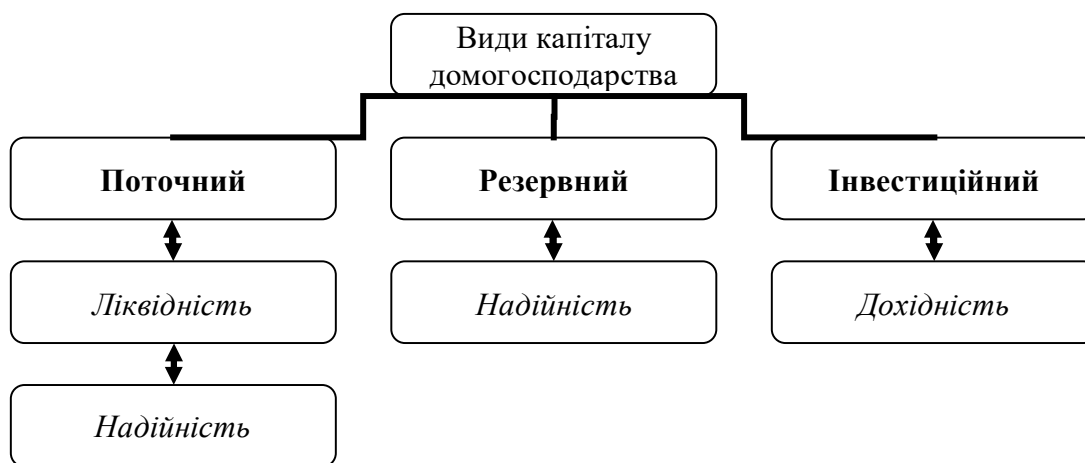 Види капіталу
домогосподарства
Поточний
Резервний
Інвестиційний
Ліквідність
Надійність
Дохідність
Надійність